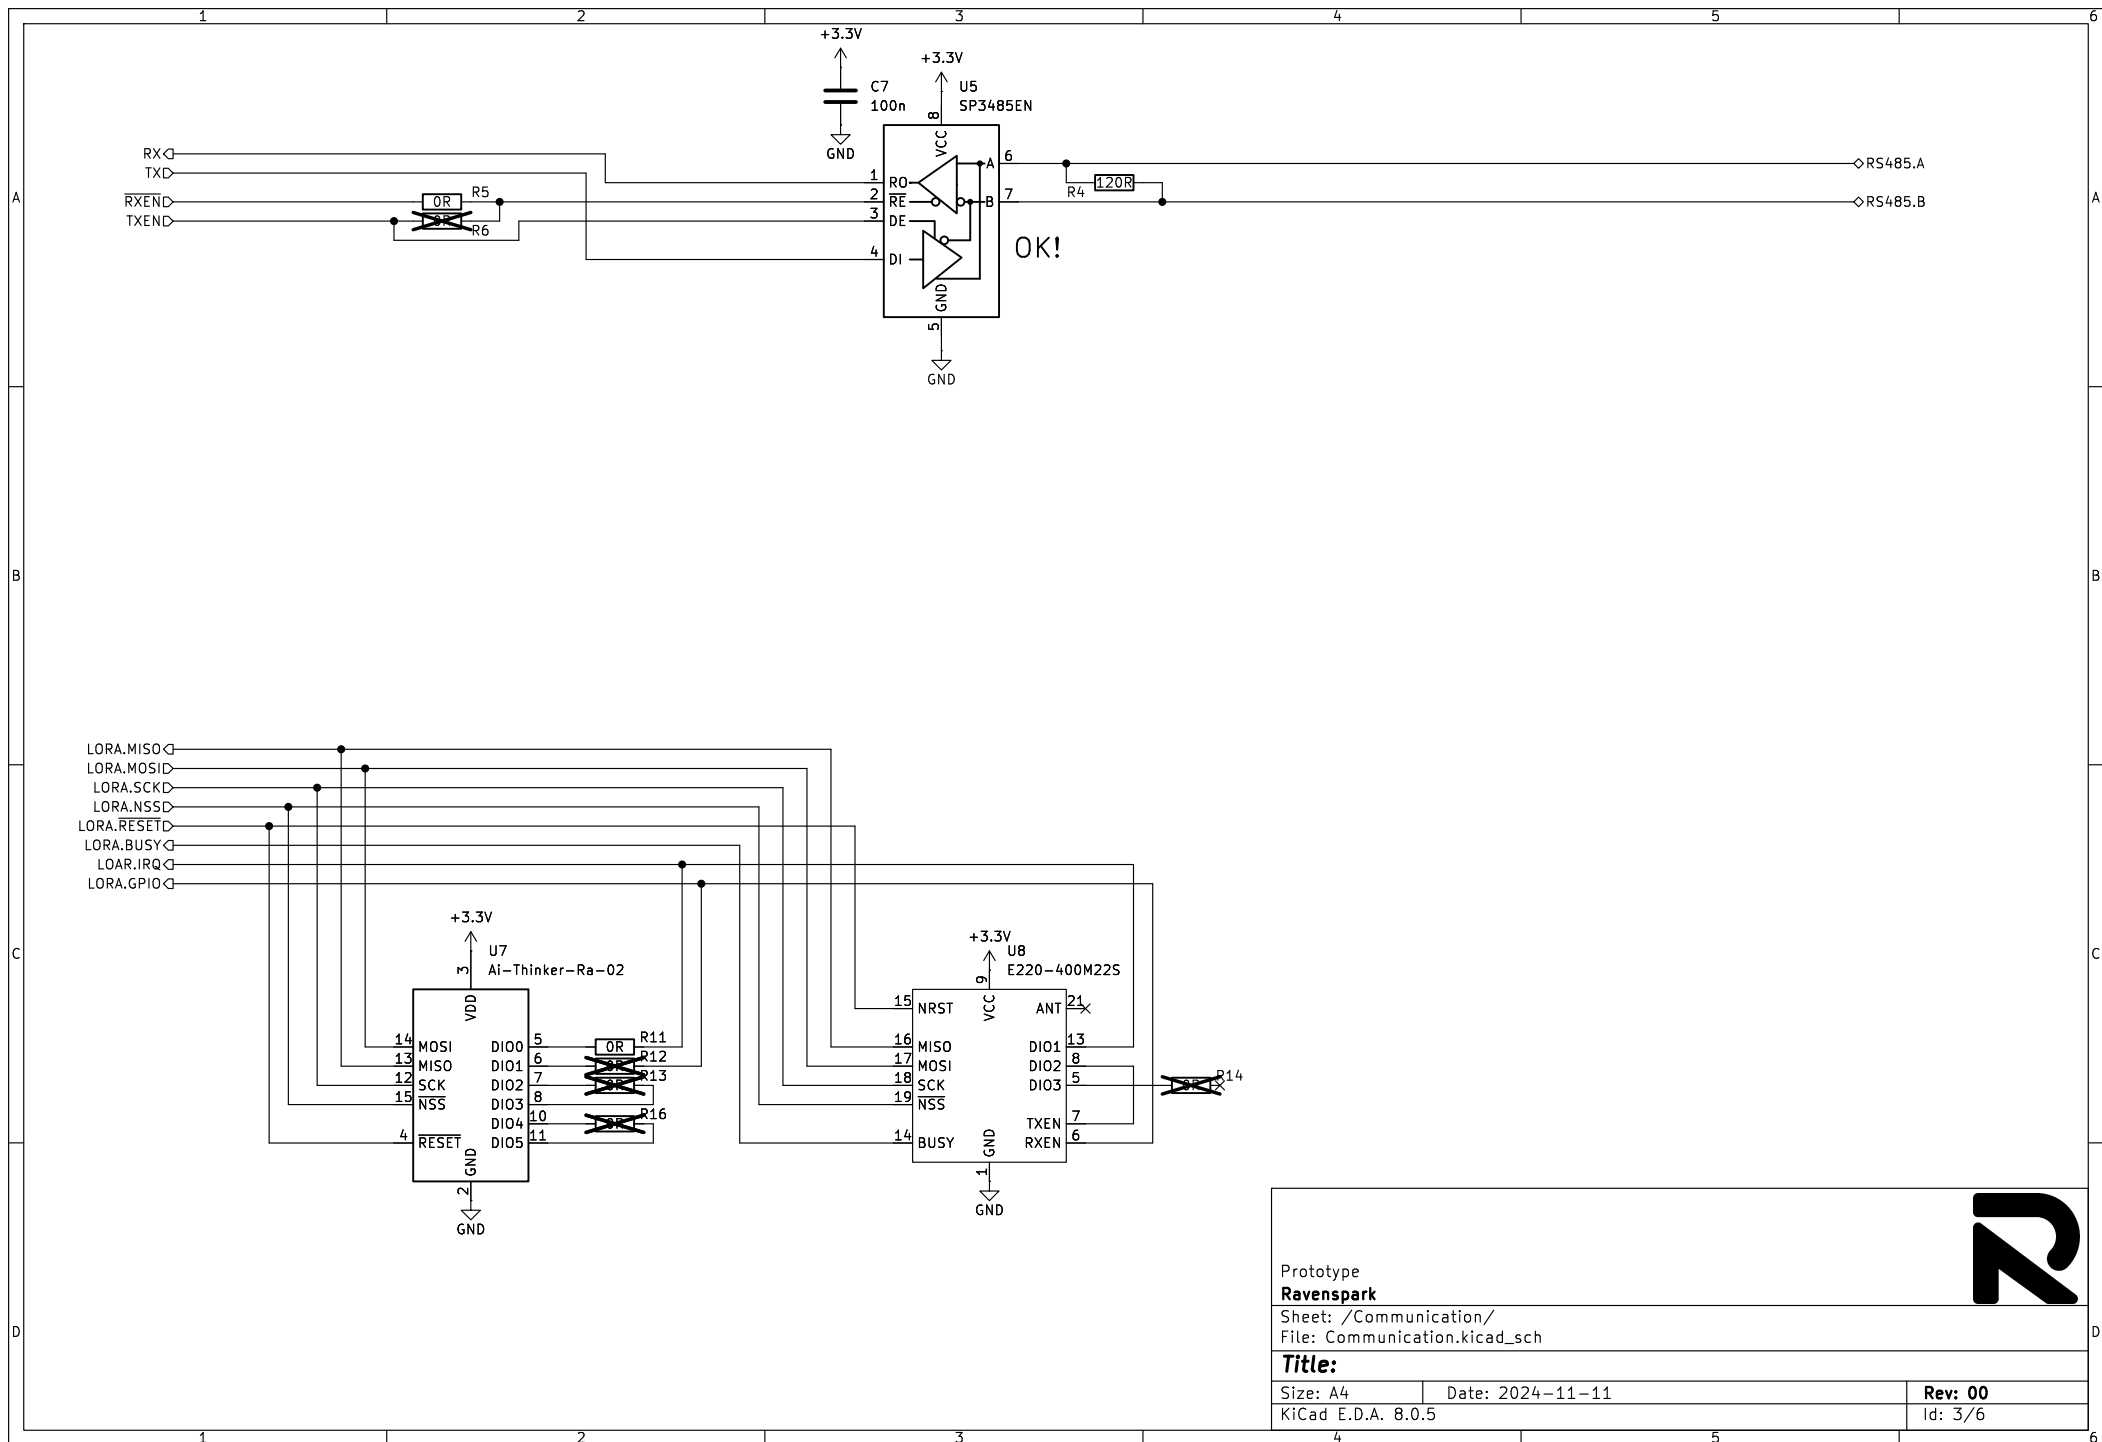 1 2 3 4 5 6
+3.3V
+3.3V
C7
100n
U5
SP3485EN
GND
8
VCC
RX
TX
RXEN
TXEN
0R
R5
0R
R6
1 RO
2 RE
3 DE
4 DI
A 6
B 7
GND
5
GND
R4
120R
RS485.A
RS485.B
OK!
A A
B B
LORA.MISO
LORA.MOSI
LORA.SCK
LORA.NSS
LORA.RESET
LORA.BUSY
LOAR.IRQ
LORA.GPIO
C C
+3.3V
U7
Ai-Thinker-Ra-02
3
VDD
14 MOSI
13 MISO
12 SCK
15 NSS
4 RESET
DIO0 5
DIO1 6
DIO2 7
DIO3 8
DIO4 10
DIO5 11
0R R11
0R R12
0R R13
0R R16
GND
2
GND
+3.3V
U8
E220-400M22S
9
VCC
15 NRST
16 MISO
17 MOSI
18 SCK
19 NSS
14 BUSY
ANT 21
DIO1 13
DIO2 8
DIO3 5
TXEN 7
RXEN 6
0R R14
GND
1
GND
D D
Prototype
Ravenspark
Sheet: /Communication/
File: Communication.kicad_sch
Title:
Size: A4 Date: 2024-11-11 Rev: 00
KiCad E.D.A. 8.0.5 Id: 3/6
1 2 3 4 5 6